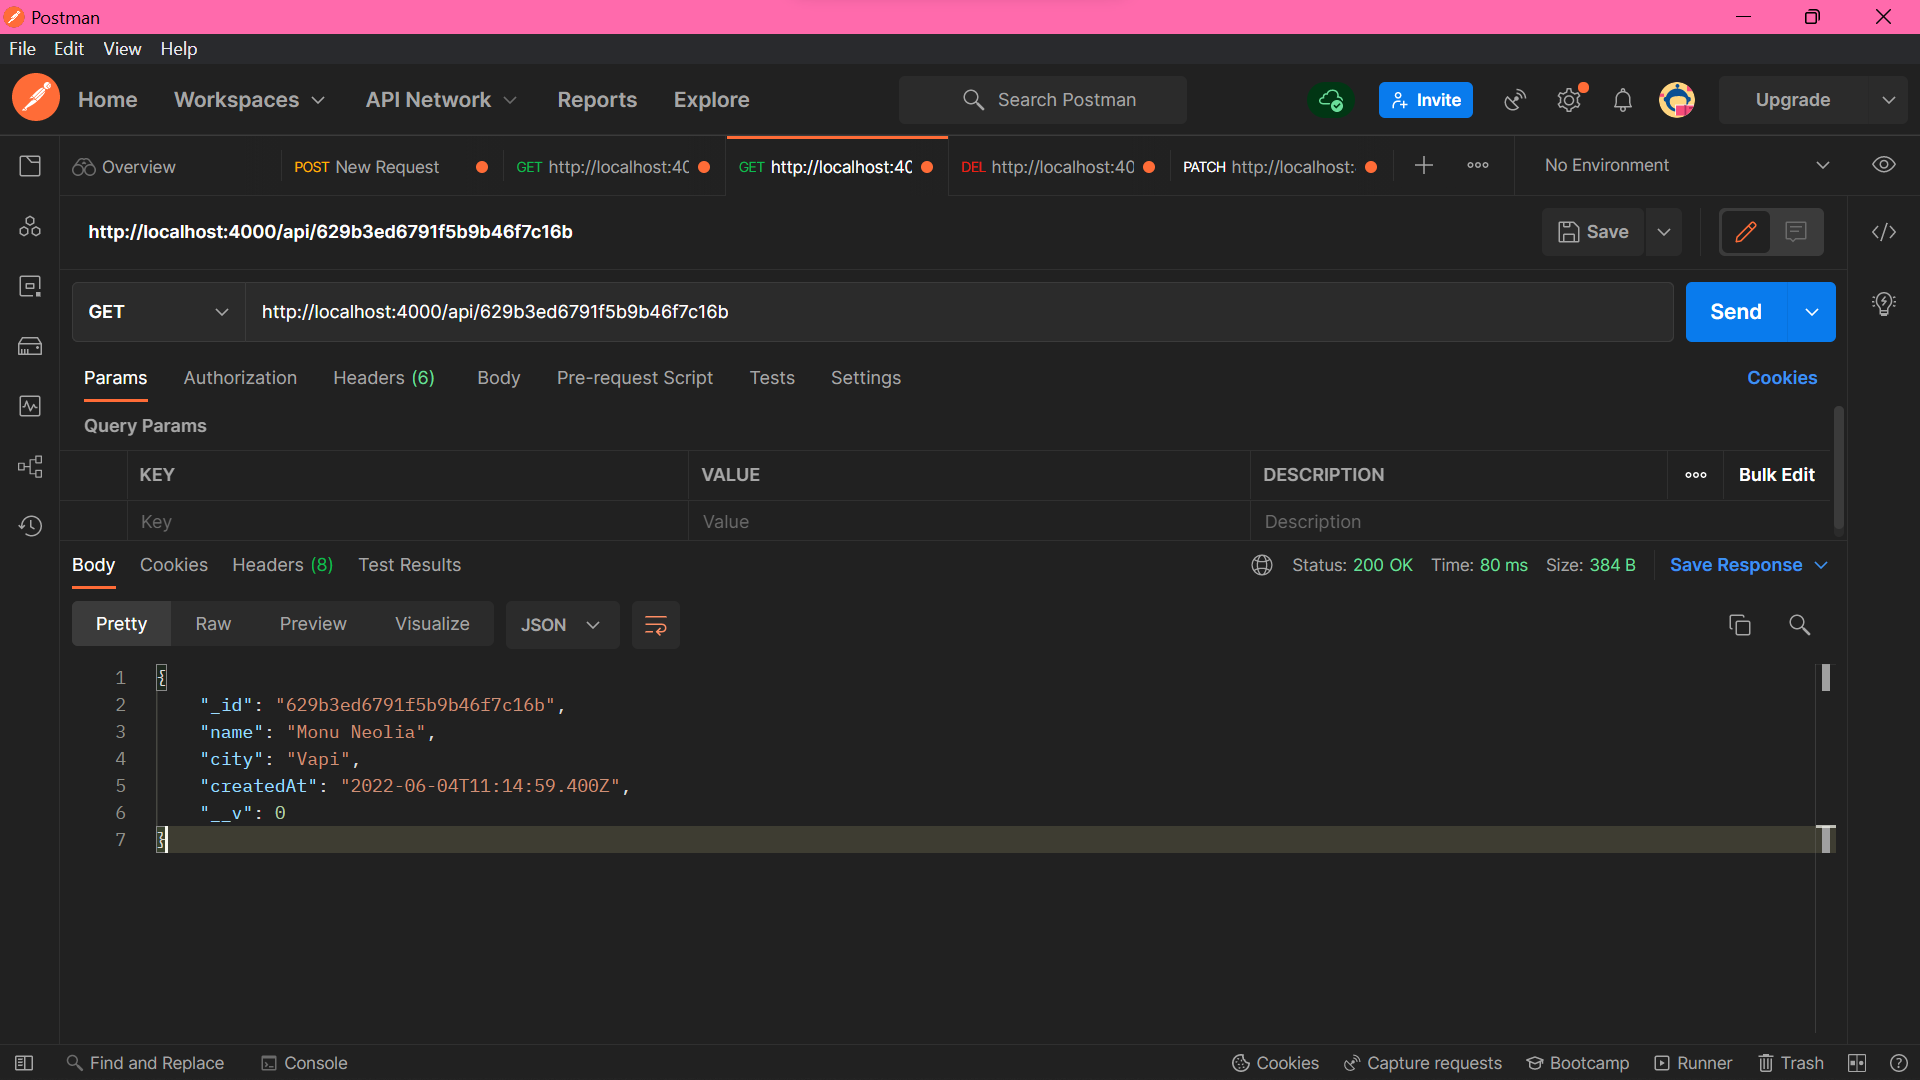 Postman
File Edit View Help
Home Workspaces API Network Reports Explore Search Postman Invite Upgrade
Overview POST New Request GET http://localhost:40 GET http://localhost:40 DEL http://localhost:40 PATCH http://localhost: No Environment
http://localhost:4000/api/629b3ed6791f5b9b46f7c16b Save
GET http://localhost:4000/api/629b3ed6791f5b9b46f7c16b Send
Params Authorization Headers (6) Body Pre-request Script Tests Settings Cookies
Query Params
KEY VALUE DESCRIPTION Bulk Edit
Key Value Description
Body Cookies Headers (8) Test Results Status: 200 OK Time: 80 ms Size: 384 B Save Response
Pretty Raw Preview Visualize JSON
1 {
2 "_id": "629b3ed6791f5b9b46f7c16b",
3 "name": "Monu Neolia",
4 "city": "Vapi",
5 "createdAt": "2022-06-04T11:14:59.400Z",
6 "__v": 0
7 }
Find and Replace Console Cookies Capture requests Bootcamp Runner Trash